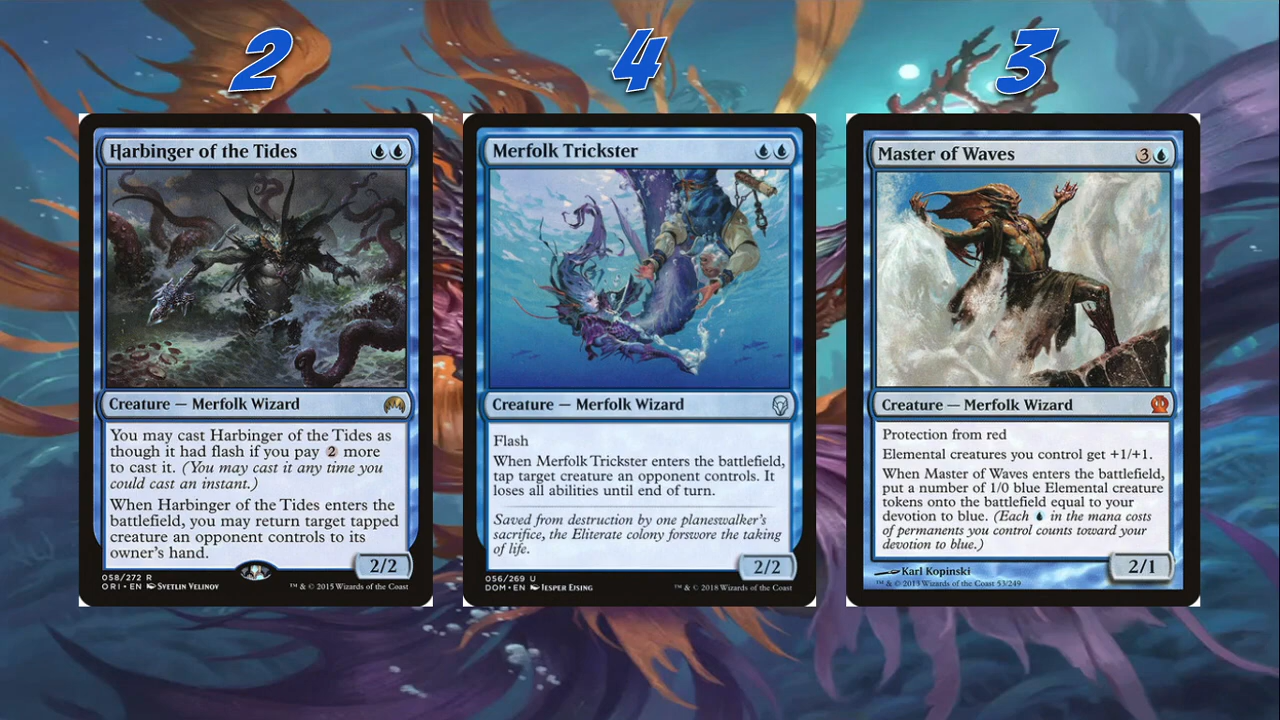 2
4
3
Harbinger of the Tides
Creature — Merfolk Wizard
You may cast Harbinger of the Tides as
though it had flash if you pay 2 more
to cast it. (You may cast it any time you
could cast an instant.)
When Harbinger of the Tides enters the
battlefield, you may return target tapped
creature an opponent controls to its
owner's hand.
2/2
058/272 R
ORI • EN Svetlin Velinov
™ & © 2015 Wizards of the Coast
Merfolk Trickster
Creature — Merfolk Wizard
Flash
When Merfolk Trickster enters the battlefield,
tap target creature an opponent controls. It
loses all abilities until end of turn.
Saved from destruction by one planeswalker's
sacrifice, the Eliterate colony forswore the taking
of life.
2/2
056/269 U
DOM • EN Jesper Ejsing
™ & © 2018 Wizards of the Coast
Master of Waves
3
Creature — Merfolk Wizard
Protection from red
Elemental creatures you control get +1/+1.
When Master of Waves enters the battlefield,
put a number of 1/0 blue Elemental creature
tokens onto the battlefield equal to your
devotion to blue. (Each in the mana costs
of permanents you control counts toward your
devotion to blue.)
2/1
Karl Kopinski
™ & © 2013 Wizards of the Coast 53/249